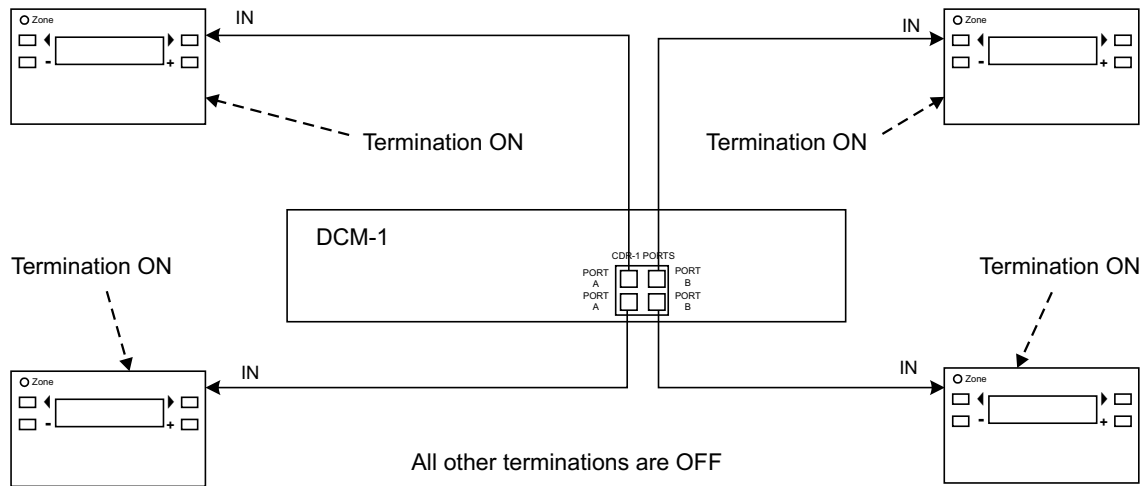 Zone
- +
IN
Termination ON
IN
Zone
- +
Termination ON
DCM-1
CDR-1 PORTS
PORT A
PORT B
PORT A
PORT B
Termination ON
Termination ON
Zone
- +
IN
IN
Zone
- +
All other terminations are OFF